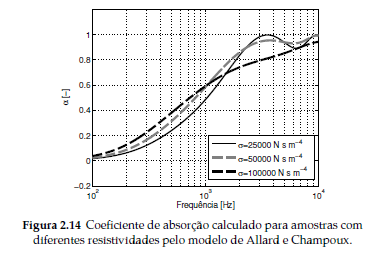 1
0.8
0.6
0.4
0.2
0
−0.2
α [−]
σ=25000 N s m⁻⁴
σ=50000 N s m⁻⁴
σ=100000 N s m⁻⁴
10² 10³ 10⁴
Frequência [Hz]
Figura 2.14 Coeficiente de absorção calculado para amostras com
diferentes resistividades pelo modelo de Allard e Champoux.